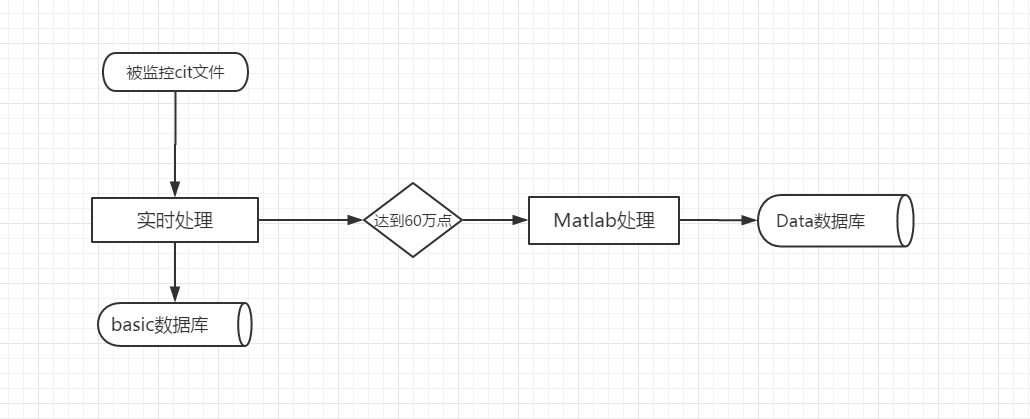 被监控cit文件
实时处理
达到60万点
Matlab处理
Data数据库
basic数据库